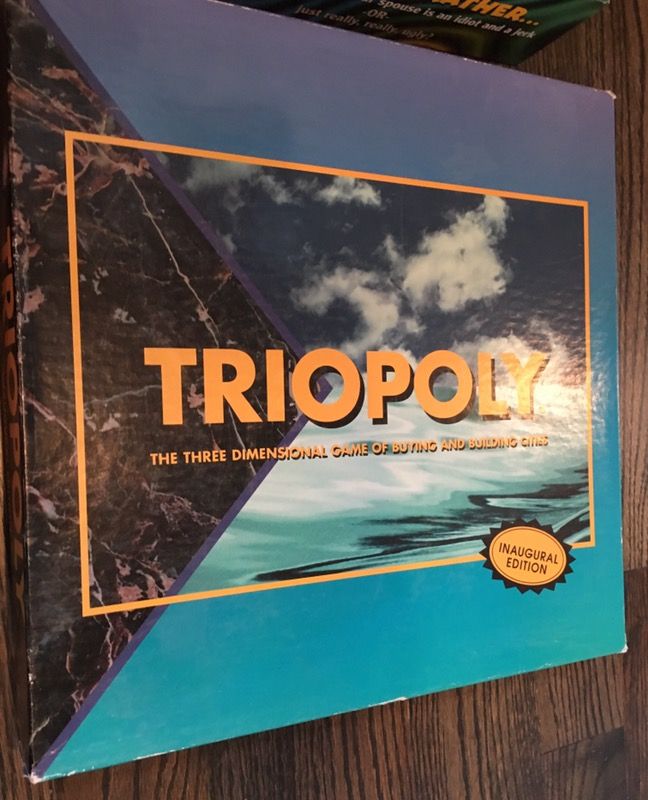 ATHER...
Spouse is an idiot and a jerk
-OR-
Just really, really, ugly?
TRIOPOLY
THE THREE DIMENSIONAL GAME OF BUYING AND BUILDING CITIES
INAUGURAL
EDITION
TRIOPOLY